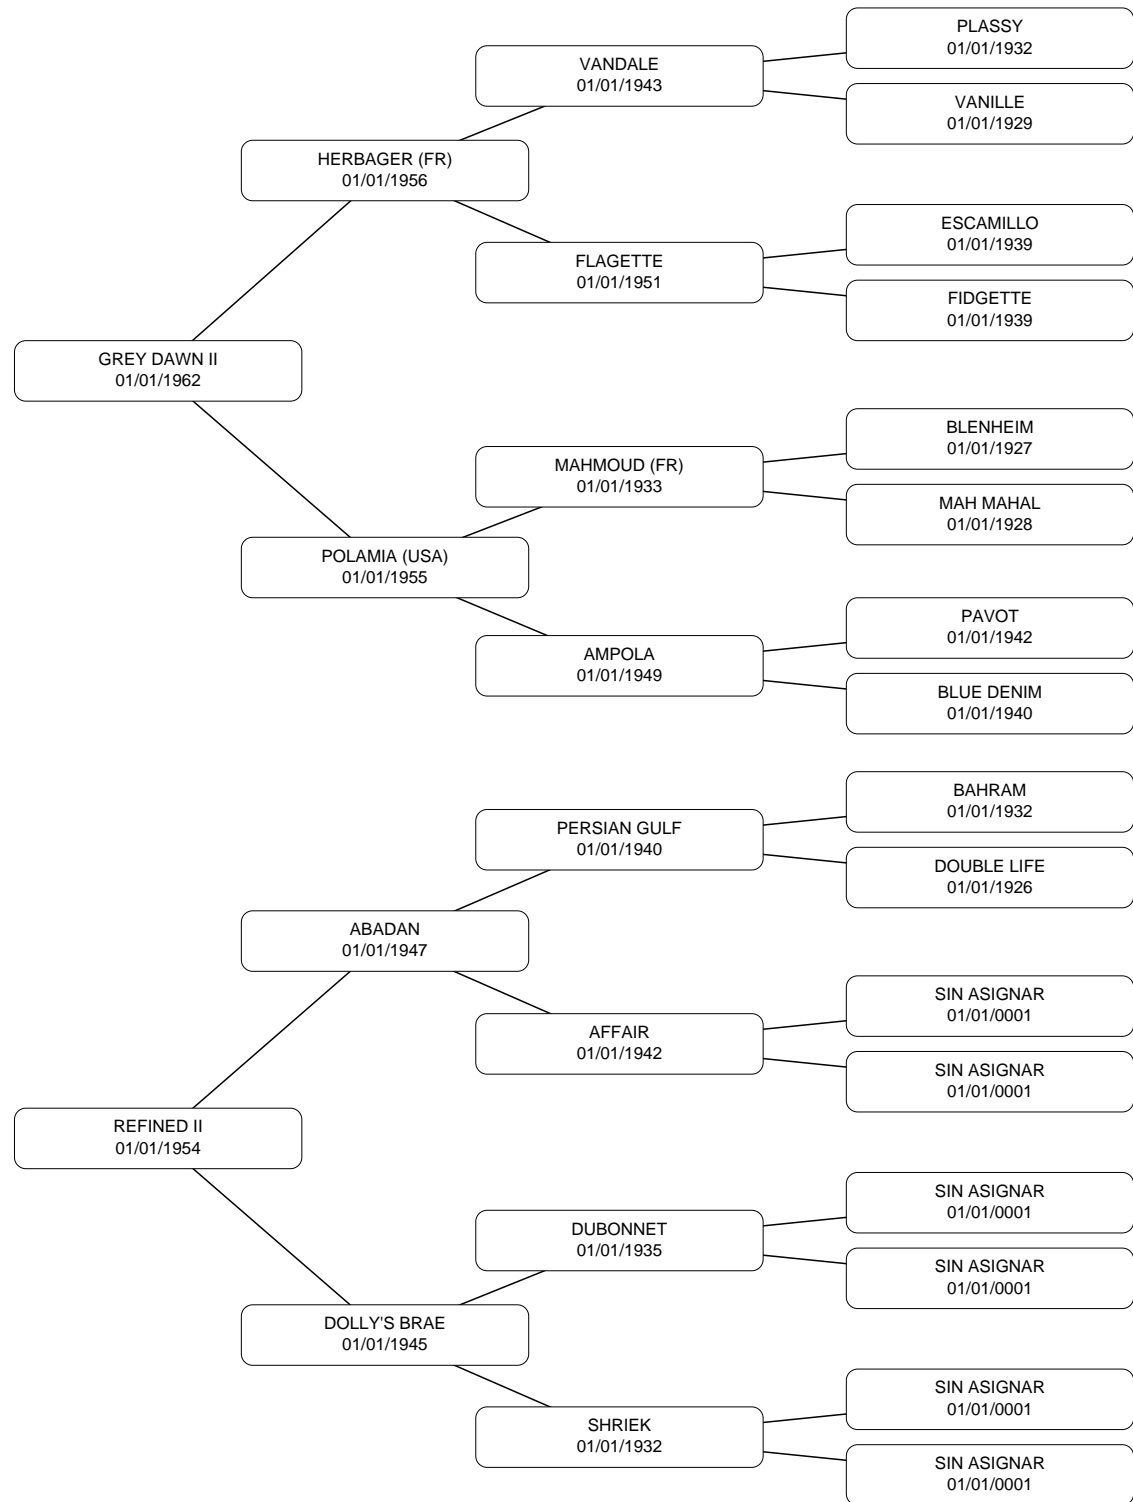 PLASSY
01/01/1932
VANDALE
01/01/1943
VANILLE
01/01/1929
HERBAGER (FR)
01/01/1956
ESCAMILLO
01/01/1939
FLAGETTE
01/01/1951
FIDGETTE
01/01/1939
GREY DAWN II
01/01/1962
BLENHEIM
01/01/1927
MAHMOUD (FR)
01/01/1933
MAH MAHAL
01/01/1928
POLAMIA (USA)
01/01/1955
PAVOT
01/01/1942
AMPOLA
01/01/1949
BLUE DENIM
01/01/1940
BAHRAM
01/01/1932
PERSIAN GULF
01/01/1940
DOUBLE LIFE
01/01/1926
ABADAN
01/01/1947
SIN ASIGNAR
01/01/0001
AFFAIR
01/01/1942
SIN ASIGNAR
01/01/0001
REFINED II
01/01/1954
SIN ASIGNAR
01/01/0001
DUBONNET
01/01/1935
SIN ASIGNAR
01/01/0001
DOLLY'S BRAE
01/01/1945
SIN ASIGNAR
01/01/0001
SHRIEK
01/01/1932
SIN ASIGNAR
01/01/0001